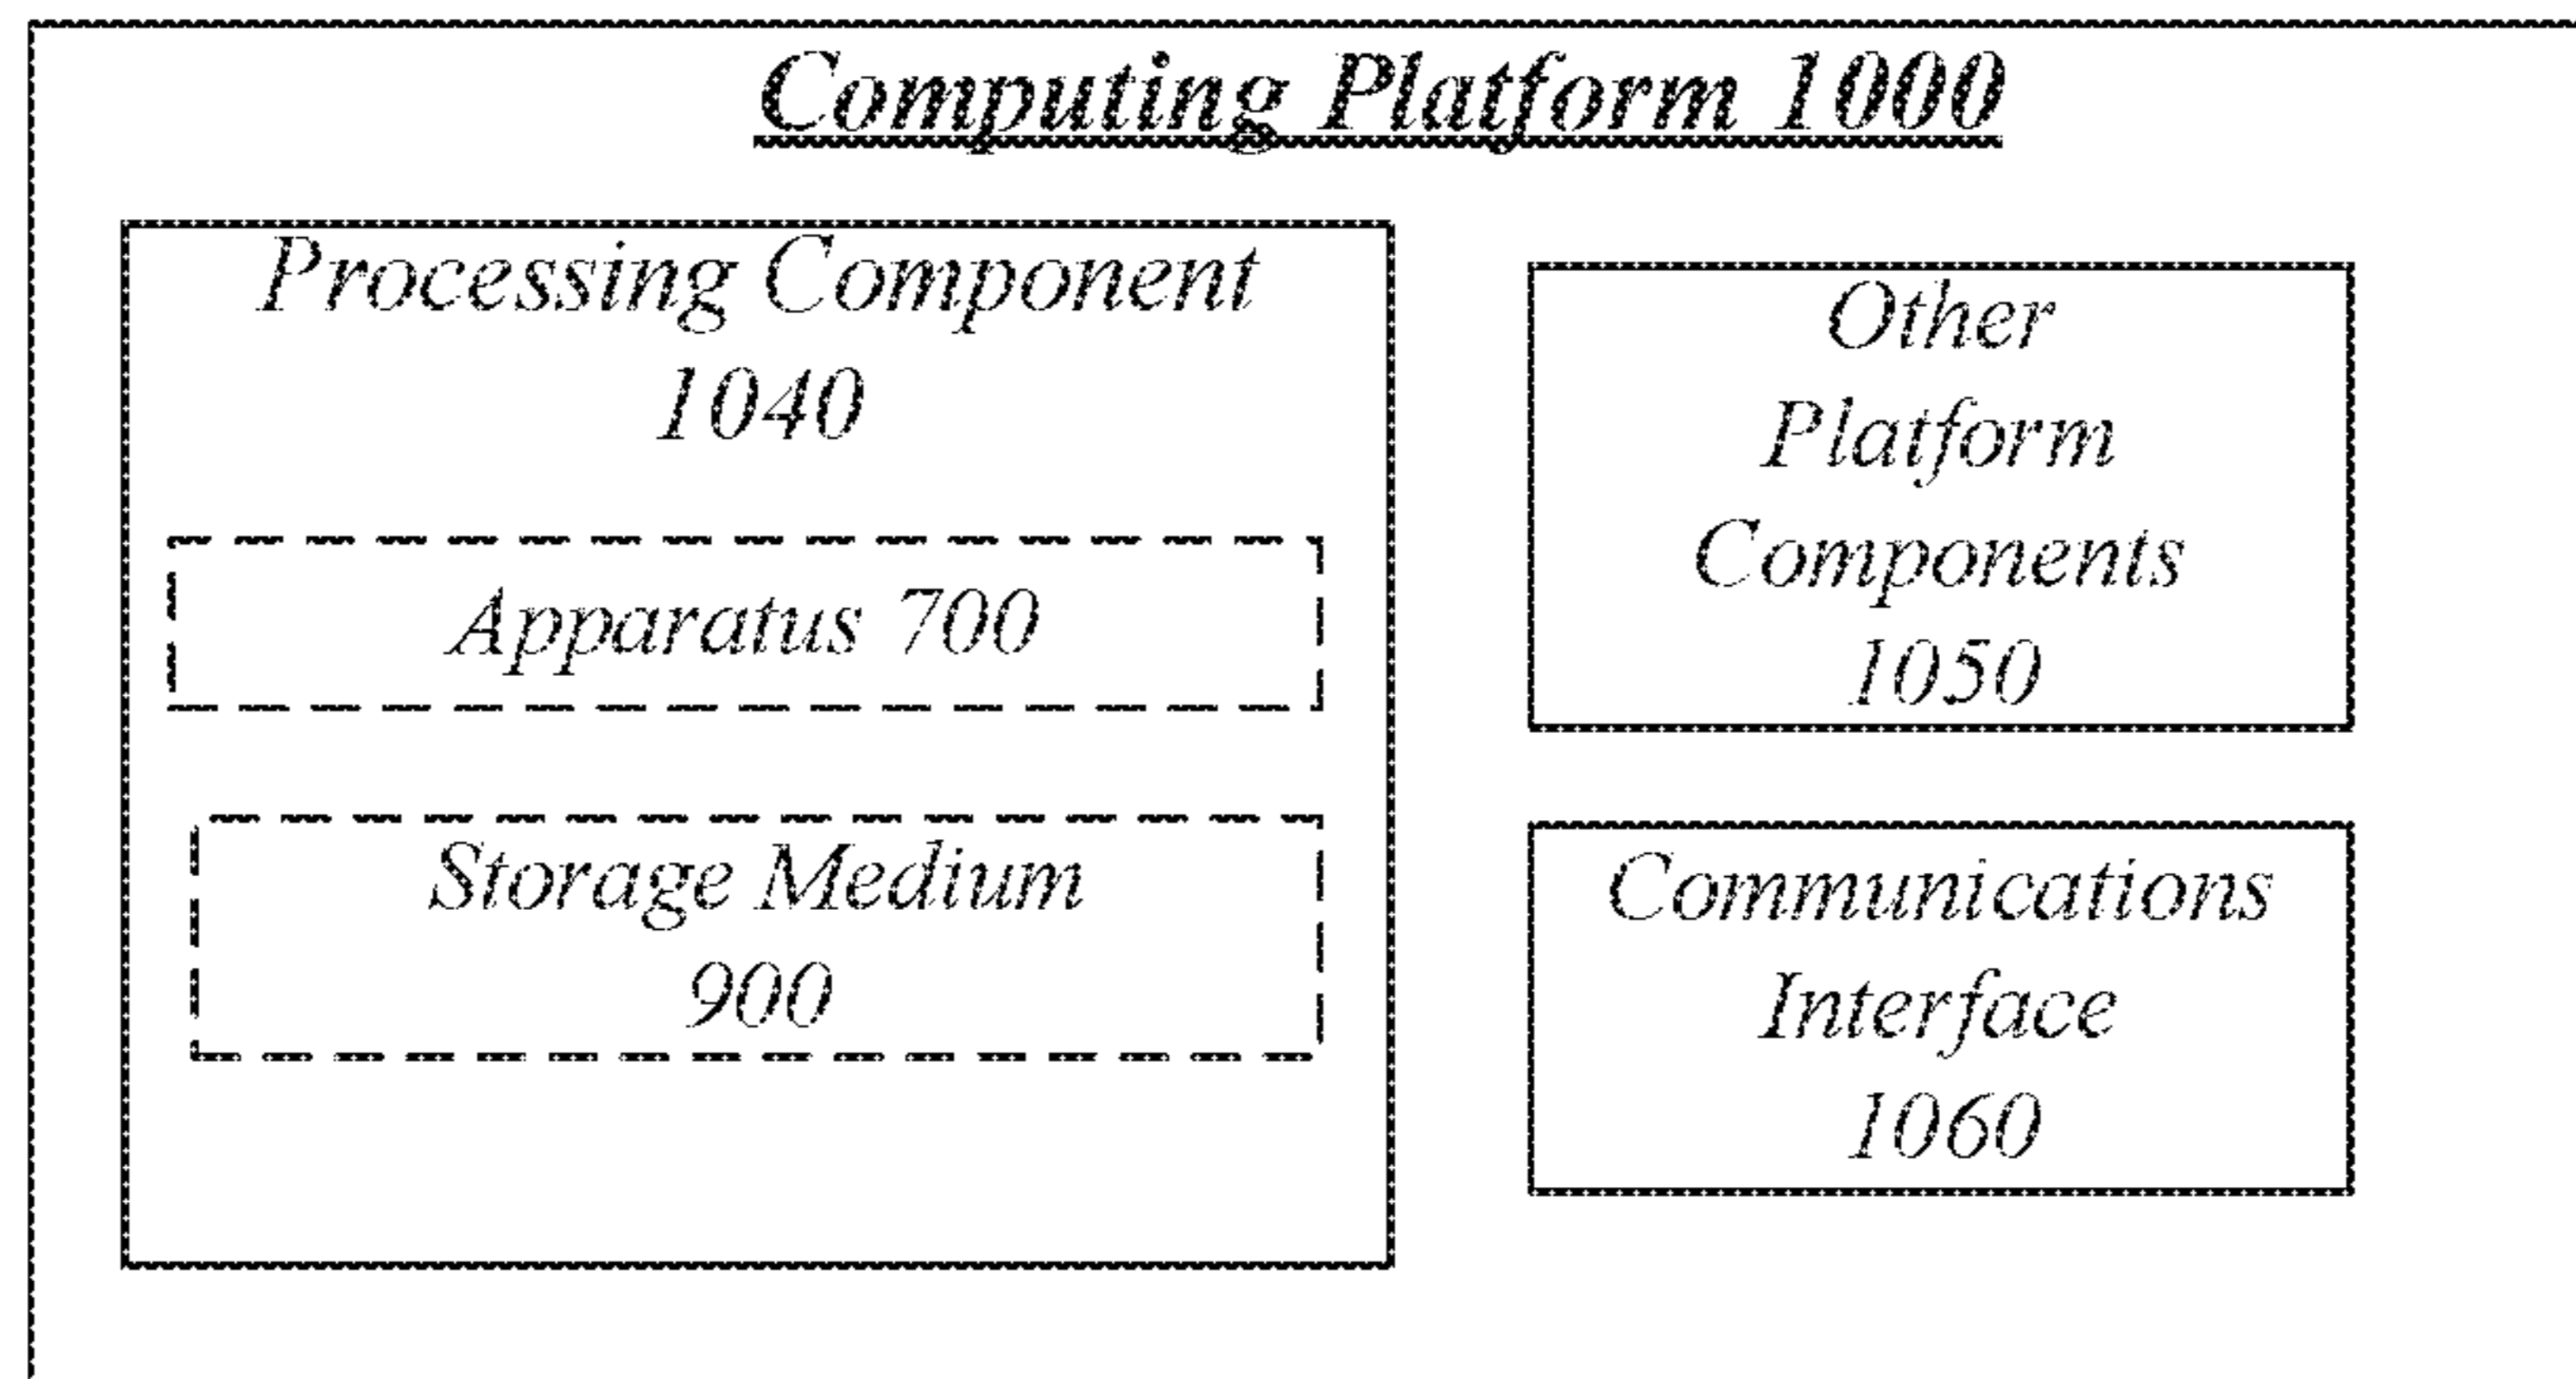 Computing Platform 1000
Processing Component
1040
Apparatus 700
Storage Medium
900
Other
Platform
Components
1050
Communications
Interface
1060